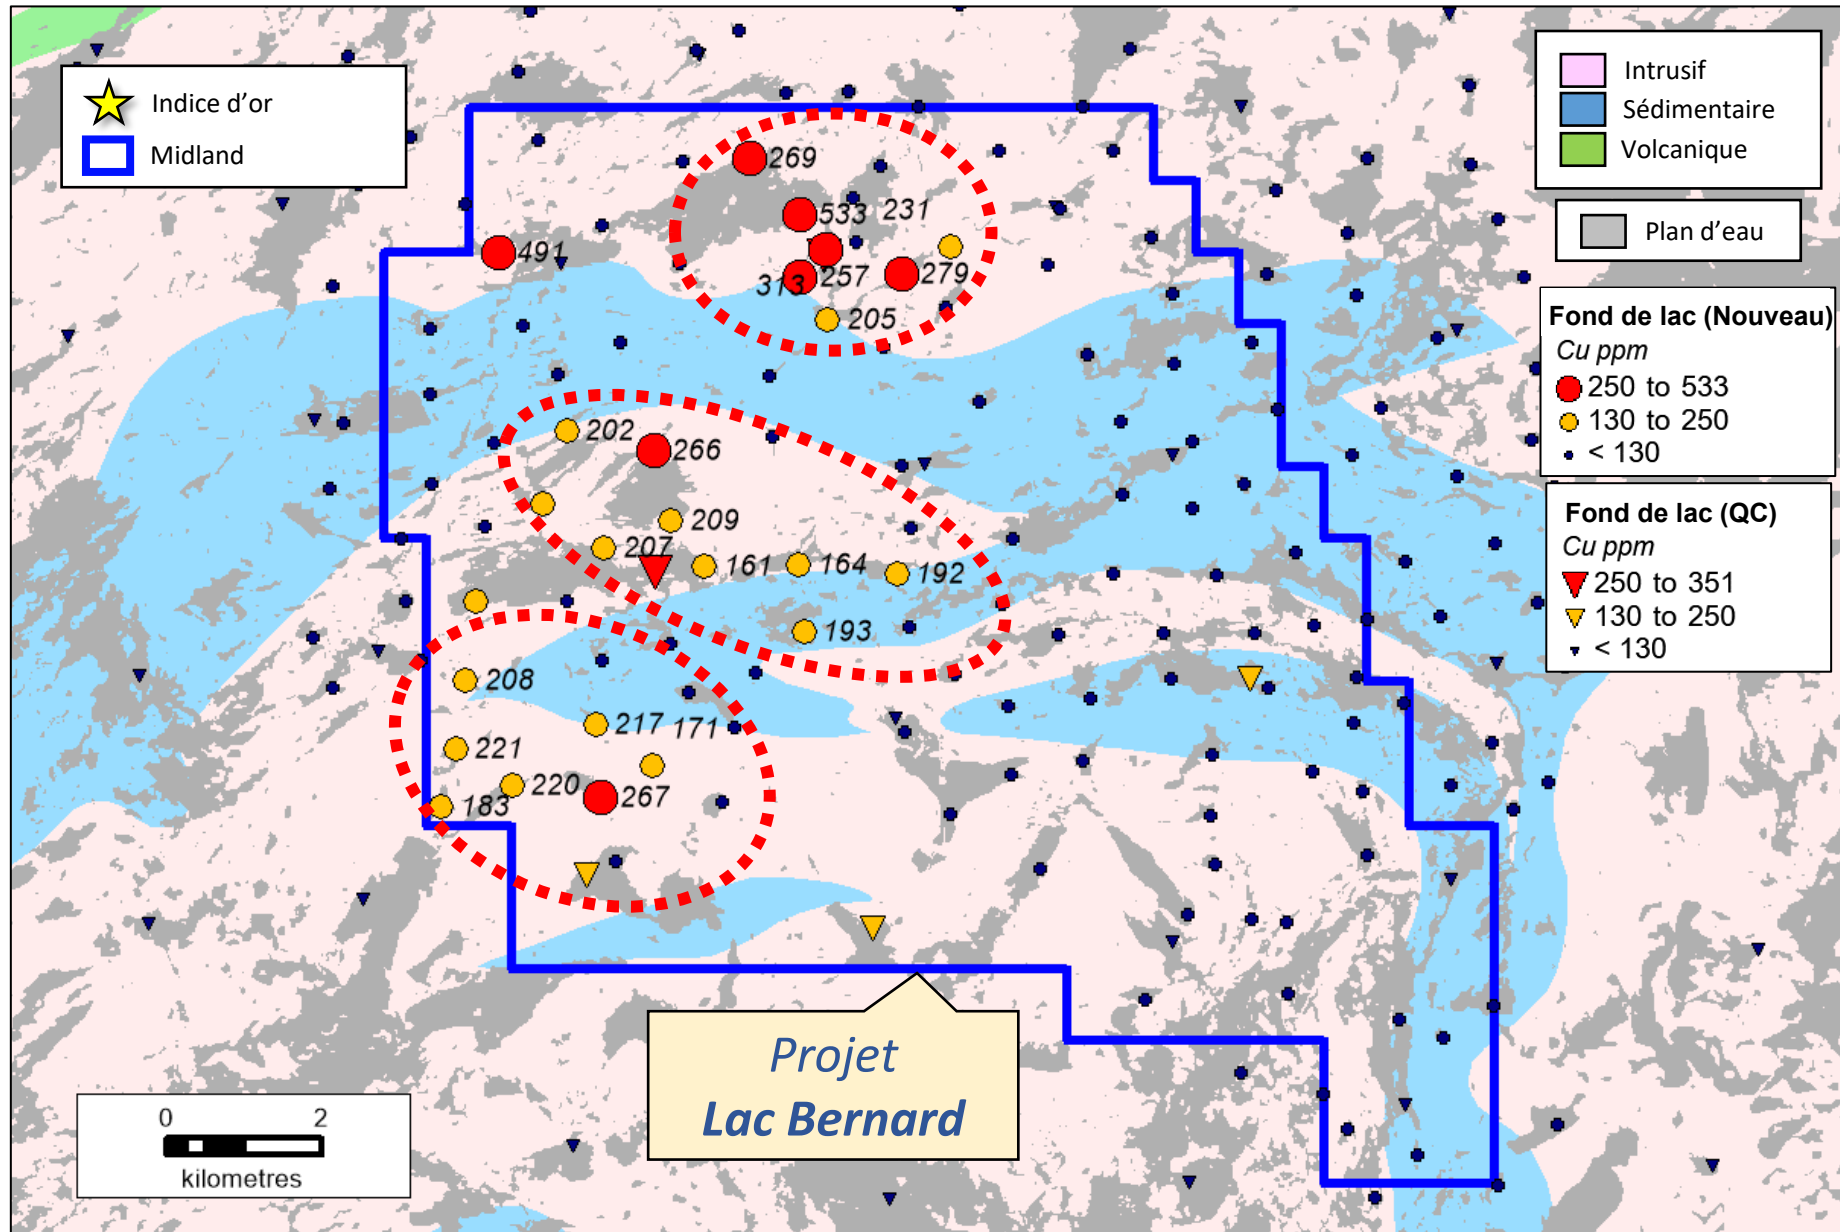 Indice d’or
Midland
Intrusif
Sédimentaire
Volcanique
Plan d’eau
Fond de lac (Nouveau)
Cu ppm
250 to 533
130 to 250
< 130
Fond de lac (QC)
Cu ppm
250 to 351
130 to 250
< 130
269
533
231
491
313
257
279
205
202
266
209
207
161
164
192
193
208
217
171
221
220
267
183
Projet
Lac Bernard
0 2
kilometres